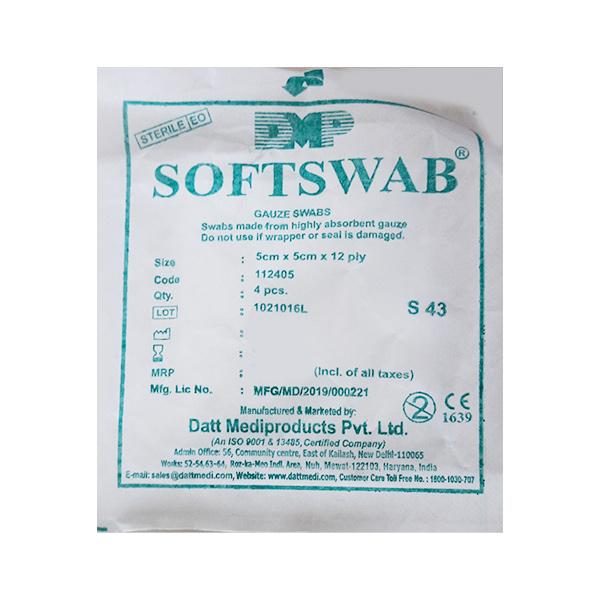 STERILE EO
DMP
SOFTSWAB®
GAUZE SWABS
Swabs made from highly absorbent gauze
Do not use if wrapper or seal is damaged.
Size : 5cm x 5cm x 12 ply
Code : 112405
Qty. : 4 pcs.
LOT : 1021016L S 43
:
:
MRP : (Incl. of all taxes)
Mfg. Lic No. : MFG/MD/2019/000221
Manufactured & Marketed by:
Datt Mediproducts Pvt. Ltd.
(An ISO 9001 & 13485, Certified Company)
2 CE
1639
Admin Office: 56, Community centre, East of Kailash, New Delhi-110065
Works: 52-54,63-64, Roz-ka-Meo Indl. Area, Nuh, Mewat-122103, Haryana, India
E-mail: sales@dattmedi.com, Website: www.dattmedi.com, Customer Care Toll Free No. : 1800-1030-707